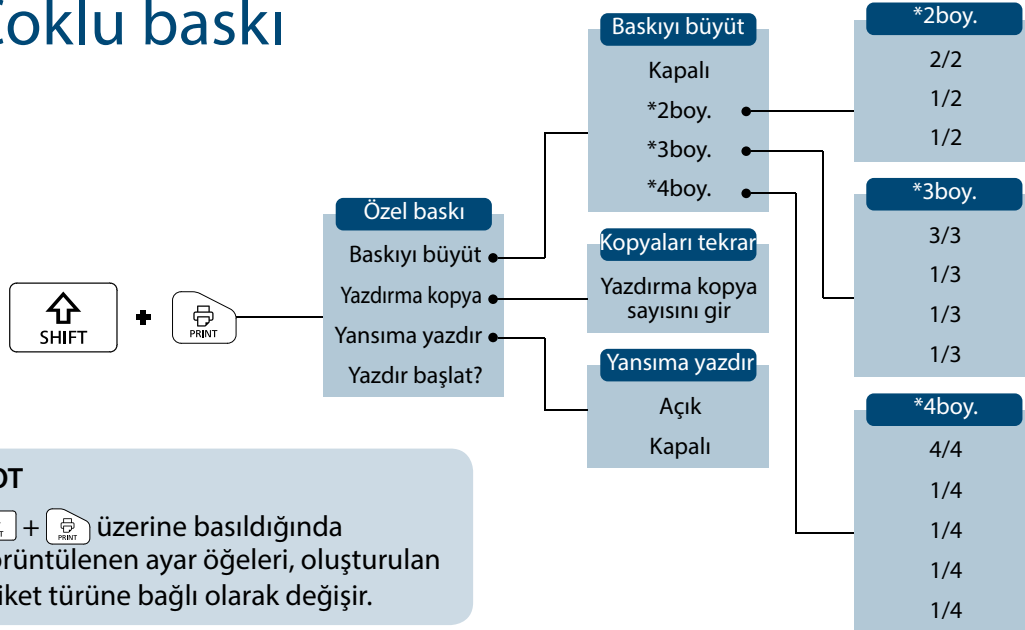 Çoklu baskı
SHIFT
+
PRINT
Özel baskı
Baskıyı büyüt
Yazdırma kopya
Yansıma yazdır
Yazdır başlat?
Baskıyı büyüt
Kapalı
*2boy.
*3boy.
*4boy.
Kopyaları tekrar
Yazdırma kopya
sayısını gir
Yansıma yazdır
Açık
Kapalı
*2boy.
2/2
1/2
1/2
*3boy.
3/3
1/3
1/3
1/3
*4boy.
4/4
1/4
1/4
1/4
1/4
OT
+ PRINT üzerine basıldığında
örüntülenen ayar öğeleri, oluşturulan
iket türüne bağlı olarak değişir.